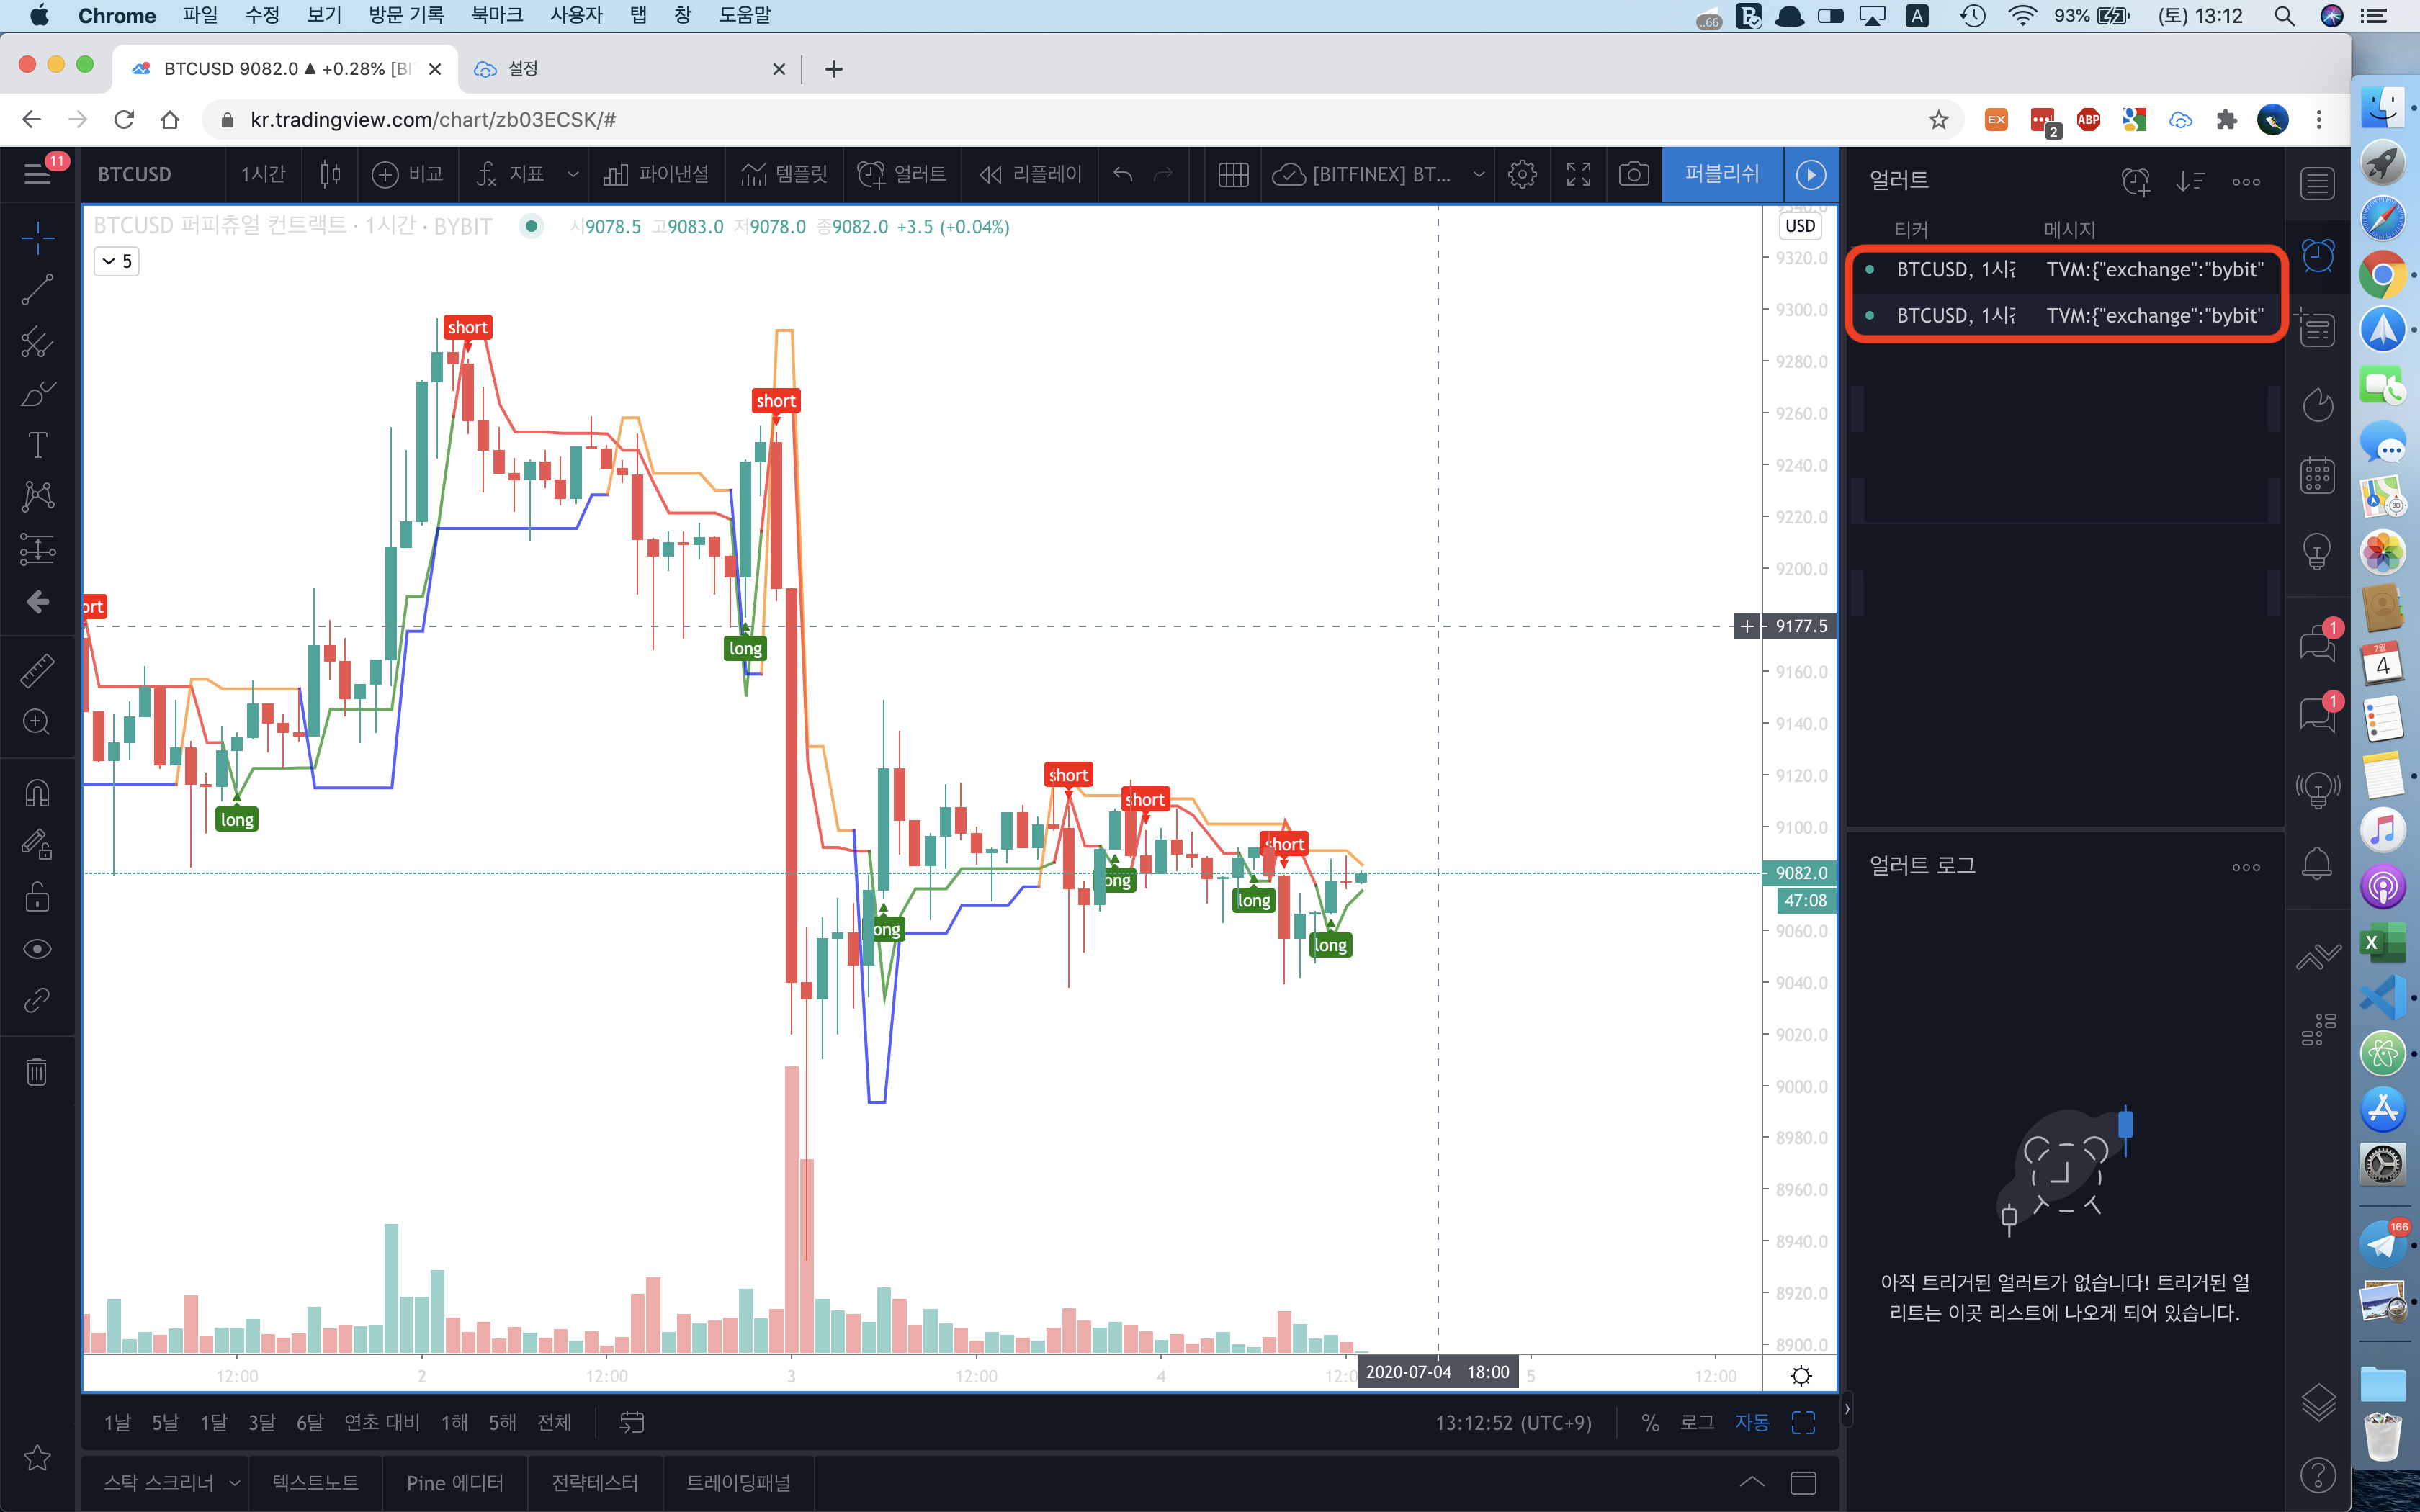 Chrome 파일 수정 보기 방문 기록 북마크 사용자 탭 창 도움말
..66 A 93% (토) 13:12
BTCUSD 9082.0 ▲ +0.28% [BI
설정
kr.tradingview.com/chart/zb03ECSK/#
EX 2 ABP
11 BTCUSD 1시간 비교 지표 파이낸셜 템플릿 얼러트 리플레이 [BITFINEX] BT... 퍼블리쉬
BTCUSD 퍼피츄얼 컨트랙트 · 1시간 · BYBIT 시9078.5 고9083.0 저9078.0 종9082.0 +3.5 (+0.04%)
5
USD
9340.0
9320.0
9300.0
9280.0
9260.0
9240.0
9220.0
9200.0
9177.5
9160.0
9140.0
9120.0
9100.0
9082.0
47:08
9060.0
9040.0
9020.0
9000.0
8980.0
8960.0
8940.0
8920.0
8900.0
short
short
ort
long
long
short
short
short
ong
ong
long
long
12:00 2 12:00 3 12:00 4 12:0 2020-07-04 18:00 5 12:00
1날 5날 1달 3달 6달 연초 대비 1해 5해 전체
13:12:52 (UTC+9) % 로그 자동
스탁 스크리너 텍스트노트 Pine 에디터 전략테스터 트레이딩패널
얼러트
티커 메시지
BTCUSD, 1시간 TVM:{"exchange":"bybit"
BTCUSD, 1시간 TVM:{"exchange":"bybit"
얼러트 로그
아직 트리거된 얼러트가 없습니다! 트리거된 얼
리트는 이곳 리스트에 나오게 되어 있습니다.
1
1
7월
4
3D
166